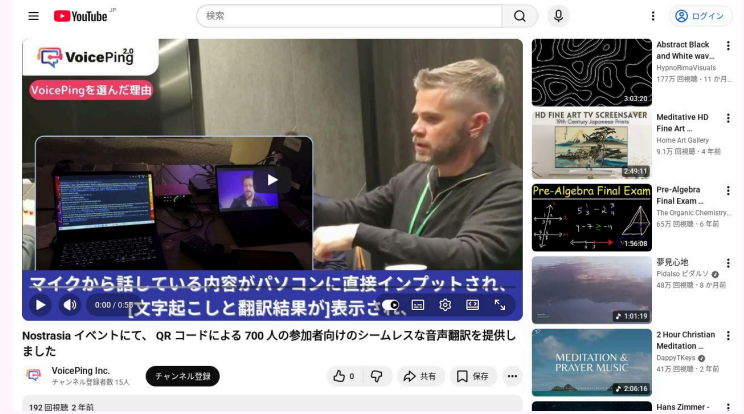 YouTube JP
検索
ログイン
VoicePing 2.0
VoicePingを選んだ理由
マイクから話している内容がパソコンに直接インプットされ、
[文字起こしと翻訳結果が]表示され、
0:00 / 0:5
Nostrasia イベントにて、 QR コードによる 700 人の参加者向けのシームレスな音声翻訳を提供し
ました
VoicePing Inc.
チャンネル登録者数 15人
チャンネル登録
0
共有
保存
192 回視聴 2 年前
3:03:20
Abstract Black
and White wav...
HypnoRimaVisuals
177万 回視聴・11 か月...
HD FINE ART TV SCREENSAVER
19th Century Japanese Prints
2:49:11
Meditative HD
Fine Art ...
Home Art Gallery
9.1万 回視聴・4 年前
Pre-Algebra Final Exam
1:56:08
Pre-Algebra
Final Exam ...
The Organic Chemistry...
65万 回視聴・6 年前
1:01:19
夢見心地
Pidalso ピダルソ
48万 回視聴・8 か月前
MEDITATION &
PRAYER MUSIC
2:06:16
2 Hour Christian
Meditation ...
DappyTKeys
41万 回視聴・2 年前
Hans Zimmer -